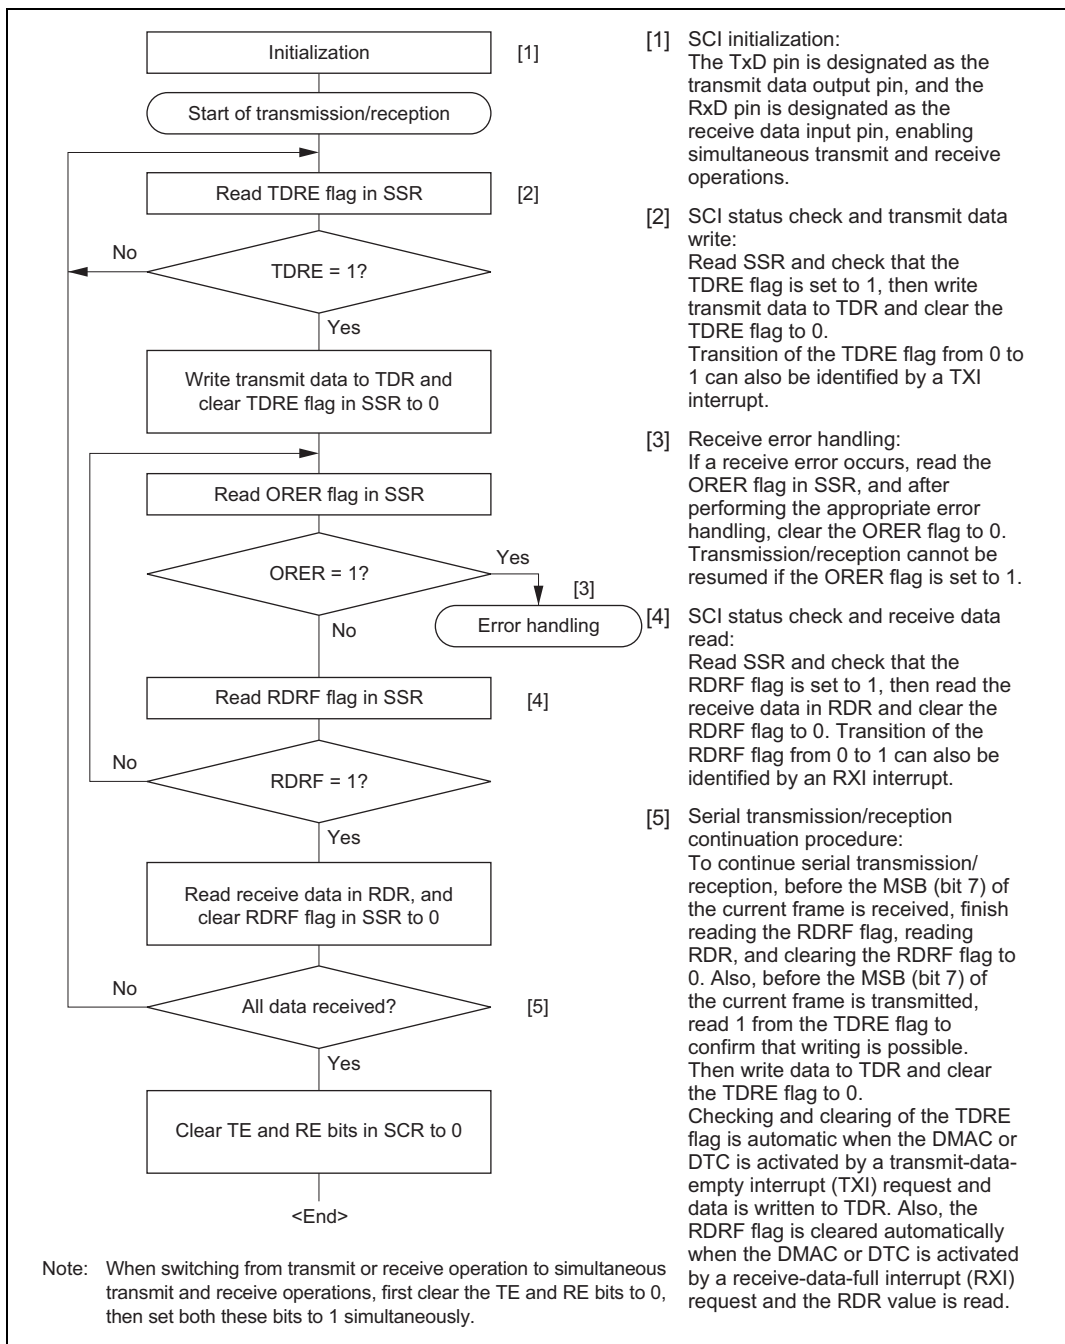 Initialization [1]
Start of transmission/reception
Read TDRE flag in SSR [2]
No
TDRE = 1?
Yes
Write transmit data to TDR and
clear TDRE flag in SSR to 0
Read ORER flag in SSR
ORER = 1?
Yes
[3]
Error handling
No
Read RDRF flag in SSR [4]
No
RDRF = 1?
Yes
Read receive data in RDR, and
clear RDRF flag in SSR to 0
No
All data received? [5]
Yes
Clear TE and RE bits in SCR to 0
<End>
[1] SCI initialization:
The TxD pin is designated as the
transmit data output pin, and the
RxD pin is designated as the
receive data input pin, enabling
simultaneous transmit and receive
operations.
[2] SCI status check and transmit data
write:
Read SSR and check that the
TDRE flag is set to 1, then write
transmit data to TDR and clear the
TDRE flag to 0.
Transition of the TDRE flag from 0 to
1 can also be identified by a TXI
interrupt.
[3] Receive error handling:
If a receive error occurs, read the
ORER flag in SSR, and after
performing the appropriate error
handling, clear the ORER flag to 0.
Transmission/reception cannot be
resumed if the ORER flag is set to 1.
[4] SCI status check and receive data
read:
Read SSR and check that the
RDRF flag is set to 1, then read the
receive data in RDR and clear the
RDRF flag to 0. Transition of the
RDRF flag from 0 to 1 can also be
identified by an RXI interrupt.
[5] Serial transmission/reception
continuation procedure:
To continue serial transmission/
reception, before the MSB (bit 7) of
the current frame is received, finish
reading the RDRF flag, reading
RDR, and clearing the RDRF flag to
0. Also, before the MSB (bit 7) of
the current frame is transmitted,
read 1 from the TDRE flag to
confirm that writing is possible.
Then write data to TDR and clear
the TDRE flag to 0.
Checking and clearing of the TDRE
flag is automatic when the DMAC or
DTC is activated by a transmit-data-
empty interrupt (TXI) request and
data is written to TDR. Also, the
RDRF flag is cleared automatically
when the DMAC or DTC is activated
by a receive-data-full interrupt (RXI)
request and the RDR value is read.
Note: When switching from transmit or receive operation to simultaneous
transmit and receive operations, first clear the TE and RE bits to 0,
then set both these bits to 1 simultaneously.